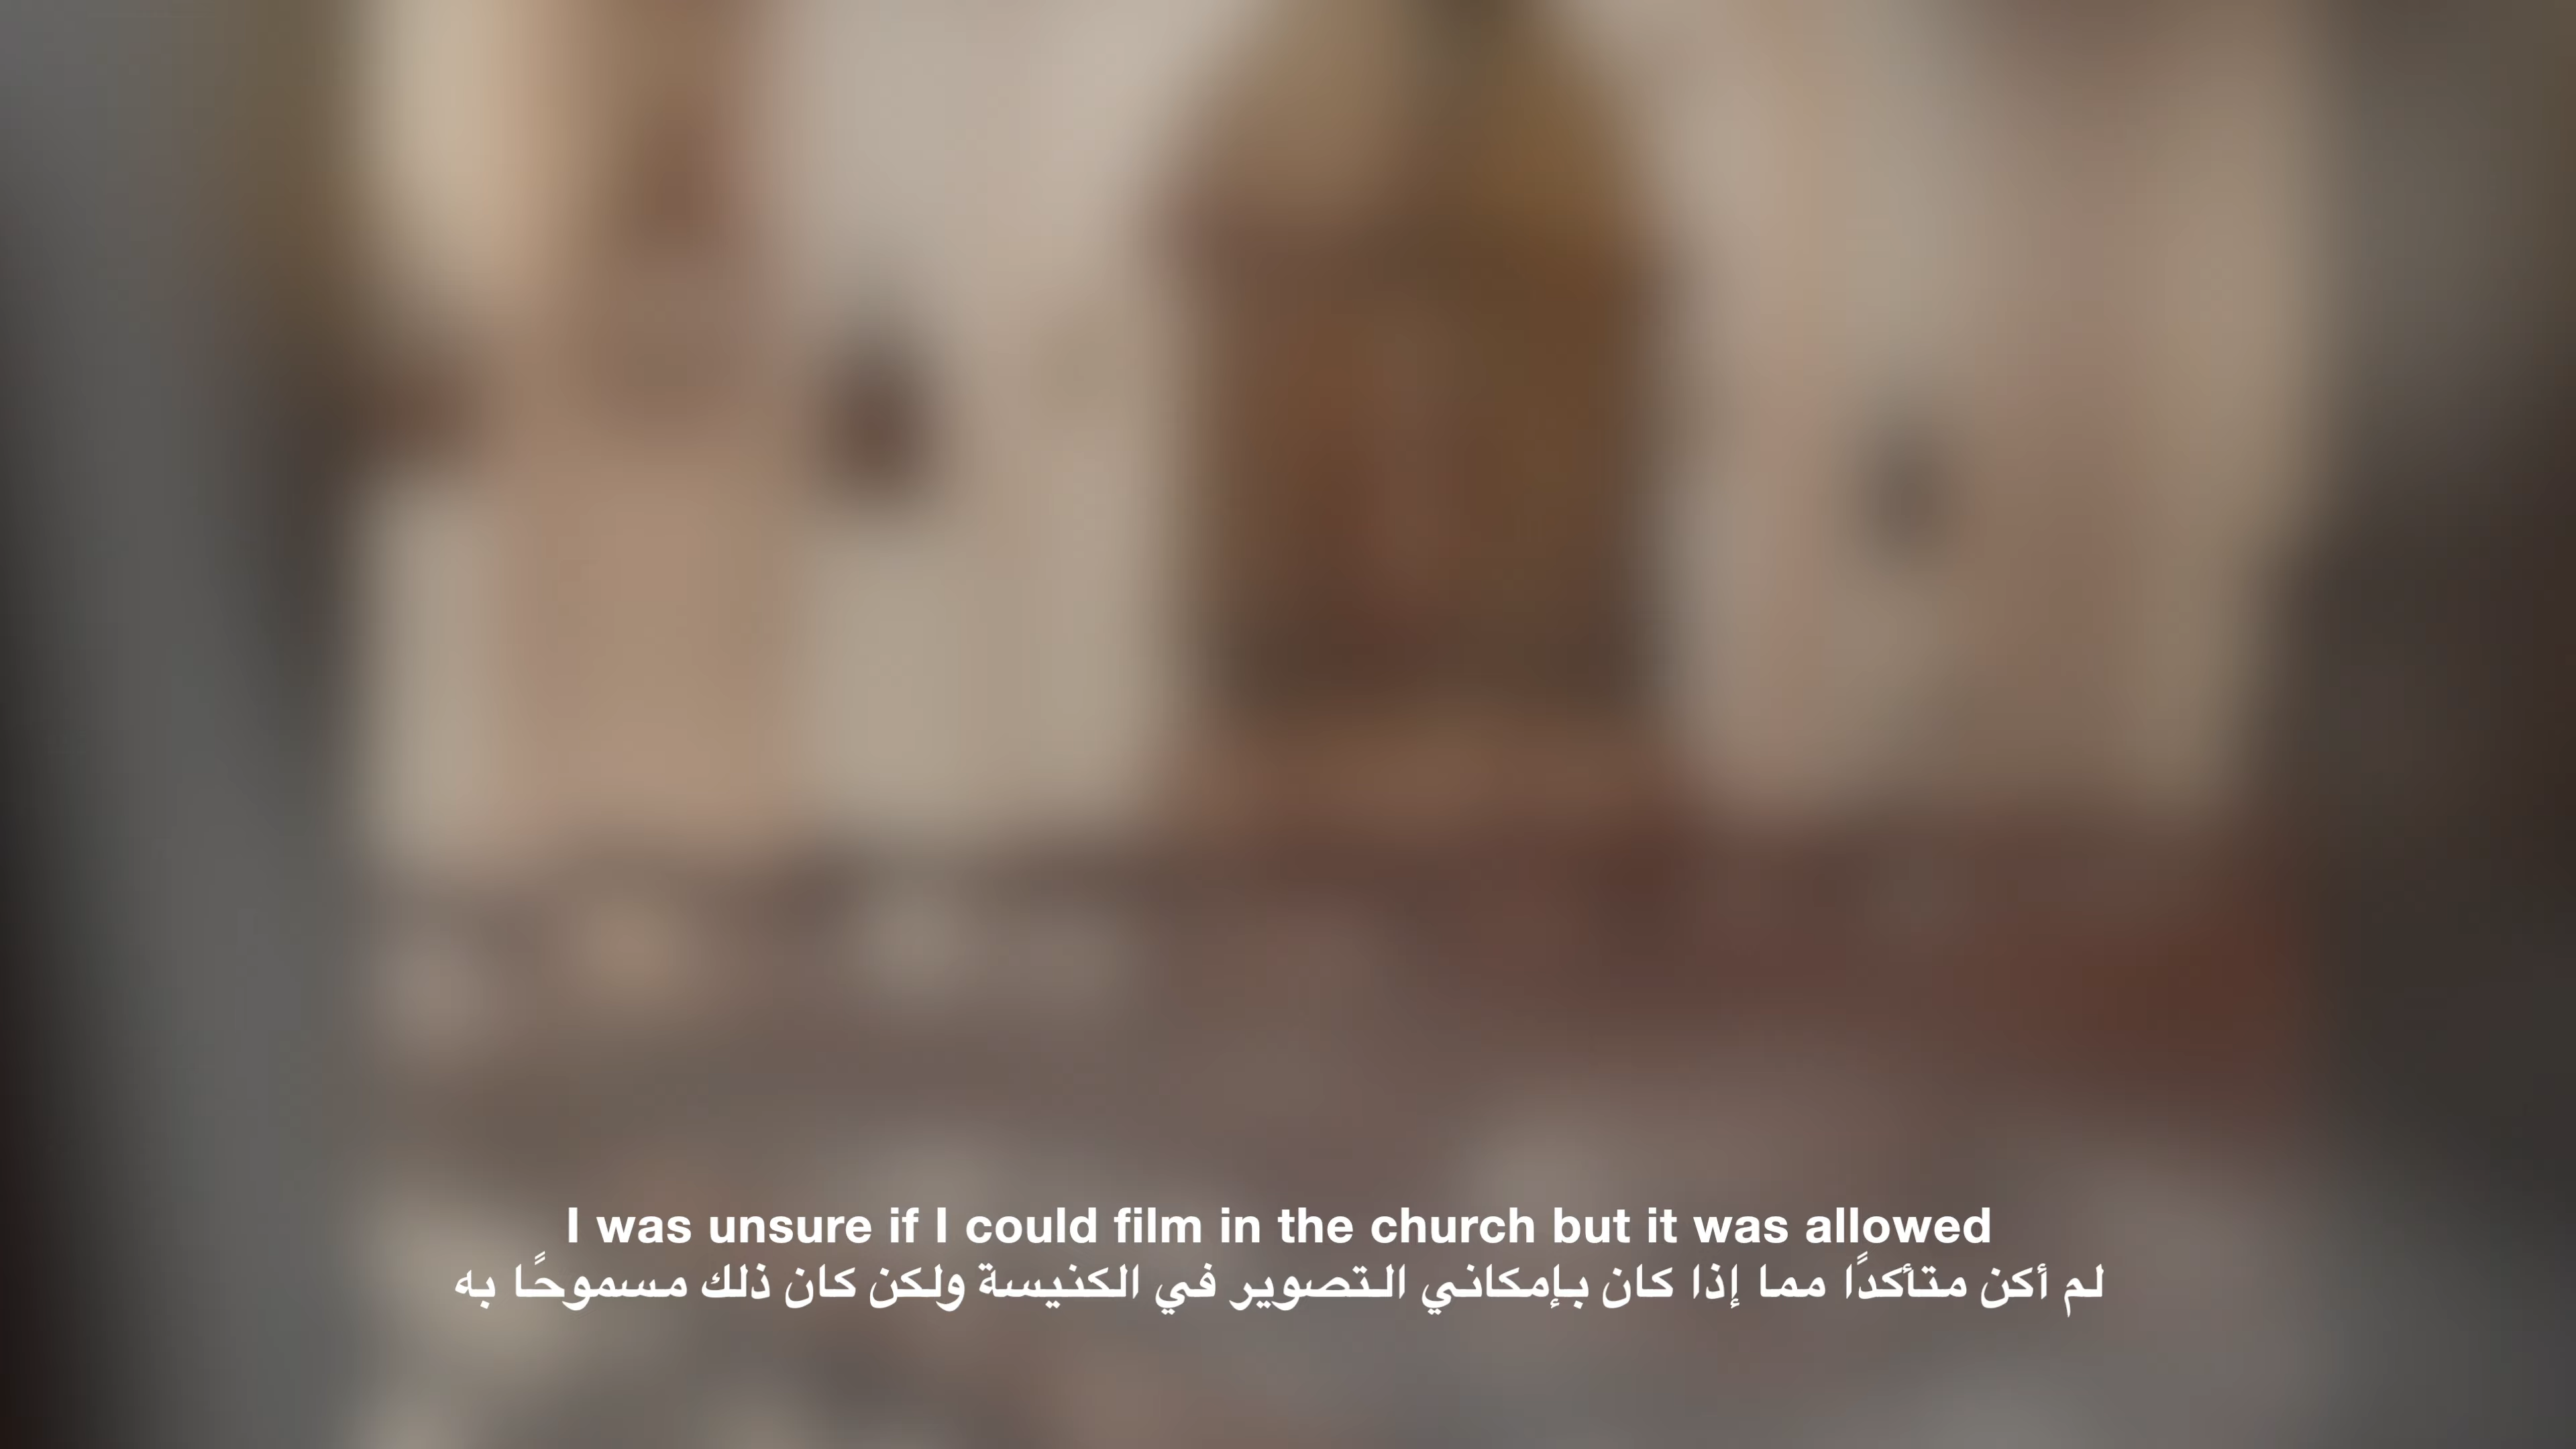 I was unsure if I could film in the church but it was allowed
لم أكن متأكدًا مما إذا كان بإمكاني التصوير في الكنيسة ولكن كان ذلك مسموحًا به